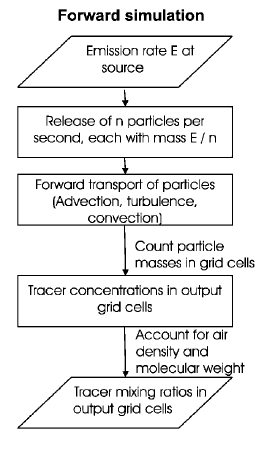 Forward simulation
Emission rate E at
source
Release of n particles per
second, each with mass E / n
Forward transport of particles
(Advection, turbulence,
convection)
Count particle
masses in grid cells
Tracer concentrations in output
grid cells
Account for air
density and
molecular weight
Tracer mixing ratios in
output grid cells